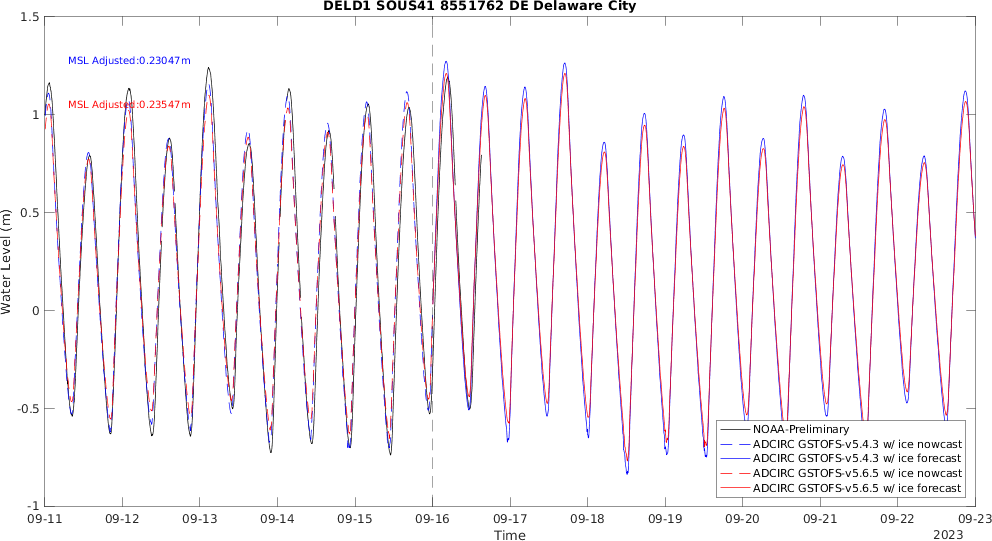 DELD1 SOUS41 8551762 DE Delaware City
MSL Adjusted:0.23047m
MSL Adjusted:0.23547m
Water Level (m)
1.5
1
0.5
0
-0.5
-1
09-11 09-12 09-13 09-14 09-15 09-16 09-17 09-18 09-19 09-20 09-21 09-22 09-23
Time
2023
NOAA-Preliminary
ADCIRC GSTOFS-v5.4.3 w/ ice nowcast
ADCIRC GSTOFS-v5.4.3 w/ ice forecast
ADCIRC GSTOFS-v5.6.5 w/ ice nowcast
ADCIRC GSTOFS-v5.6.5 w/ ice forecast